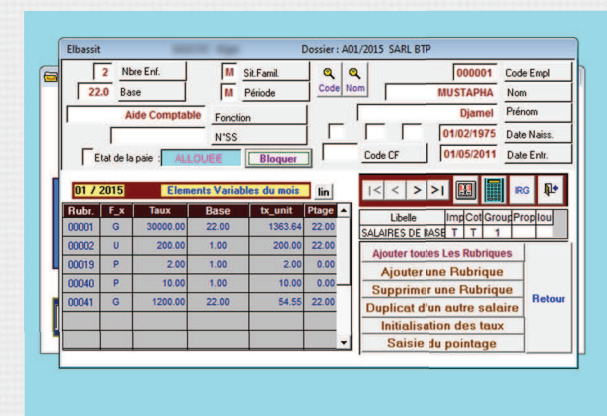 Elbassit Dossier : A01/2015 SARL BTP
2 Nbre Enf. M Sit.Famil. 000001 Code Empl
22.0 Base M Période Code Nom MUSTAPHA Nom
Aide Comptable Fonction Djamel Prénom
N°SS 01/02/1975 Date Naiss.
Etat de la paie : ALLOUEE Bloquer Code CF 01/05/2011 Date Entr.
01 / 2015 Elements Variables du mois lin |< < > >| IRG
Rubr. F_x Taux Base tx_unit Ptage
00001 G 30000.00 22.00 1363.64 22.00
00002 U 200.00 1.00 200.00 22.00
00019 P 2.00 1.00 2.00 0.00
00040 P 10.00 1.00 10.00 0.00
00041 G 1200.00 22.00 54.55 22.00
Libelle Imp Cot Group Prop Iou
SALAIRES DE BASE T T 1
Ajouter toutes Les Rubriques
Ajouter une Rubrique
Supprimer une Rubrique
Duplicat d'un autre salaire
Initialisation des taux
Saisie du pointage
Retour